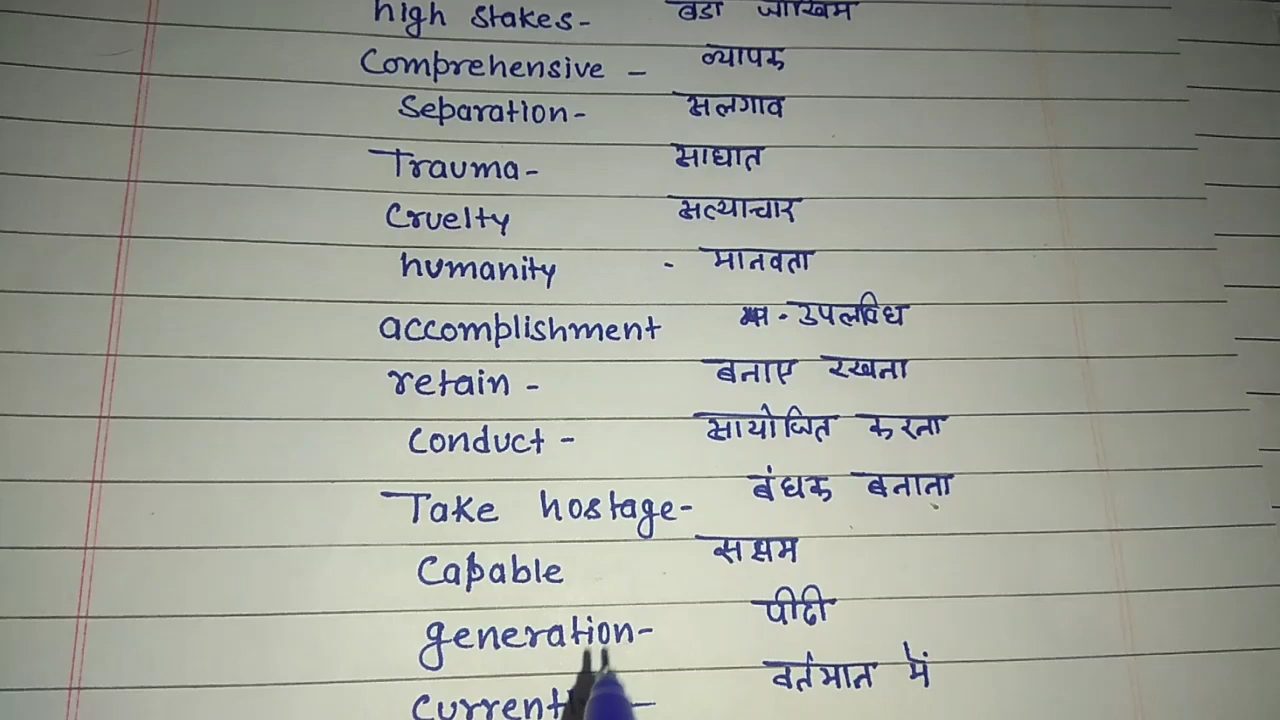 high stakes- बडा जोखिम
Comprehensive - व्यापक
Separation- अलगाव
Trauma- आघात
Cruelty अत्याचार
humanity - मानवता
accomplishment - उपलब्धि
retain - बनाए रखना
Conduct - आयोजित करना
Take hostage- बंधक बनाना
Capable सक्षम
generation- पीढी
वर्तमान में